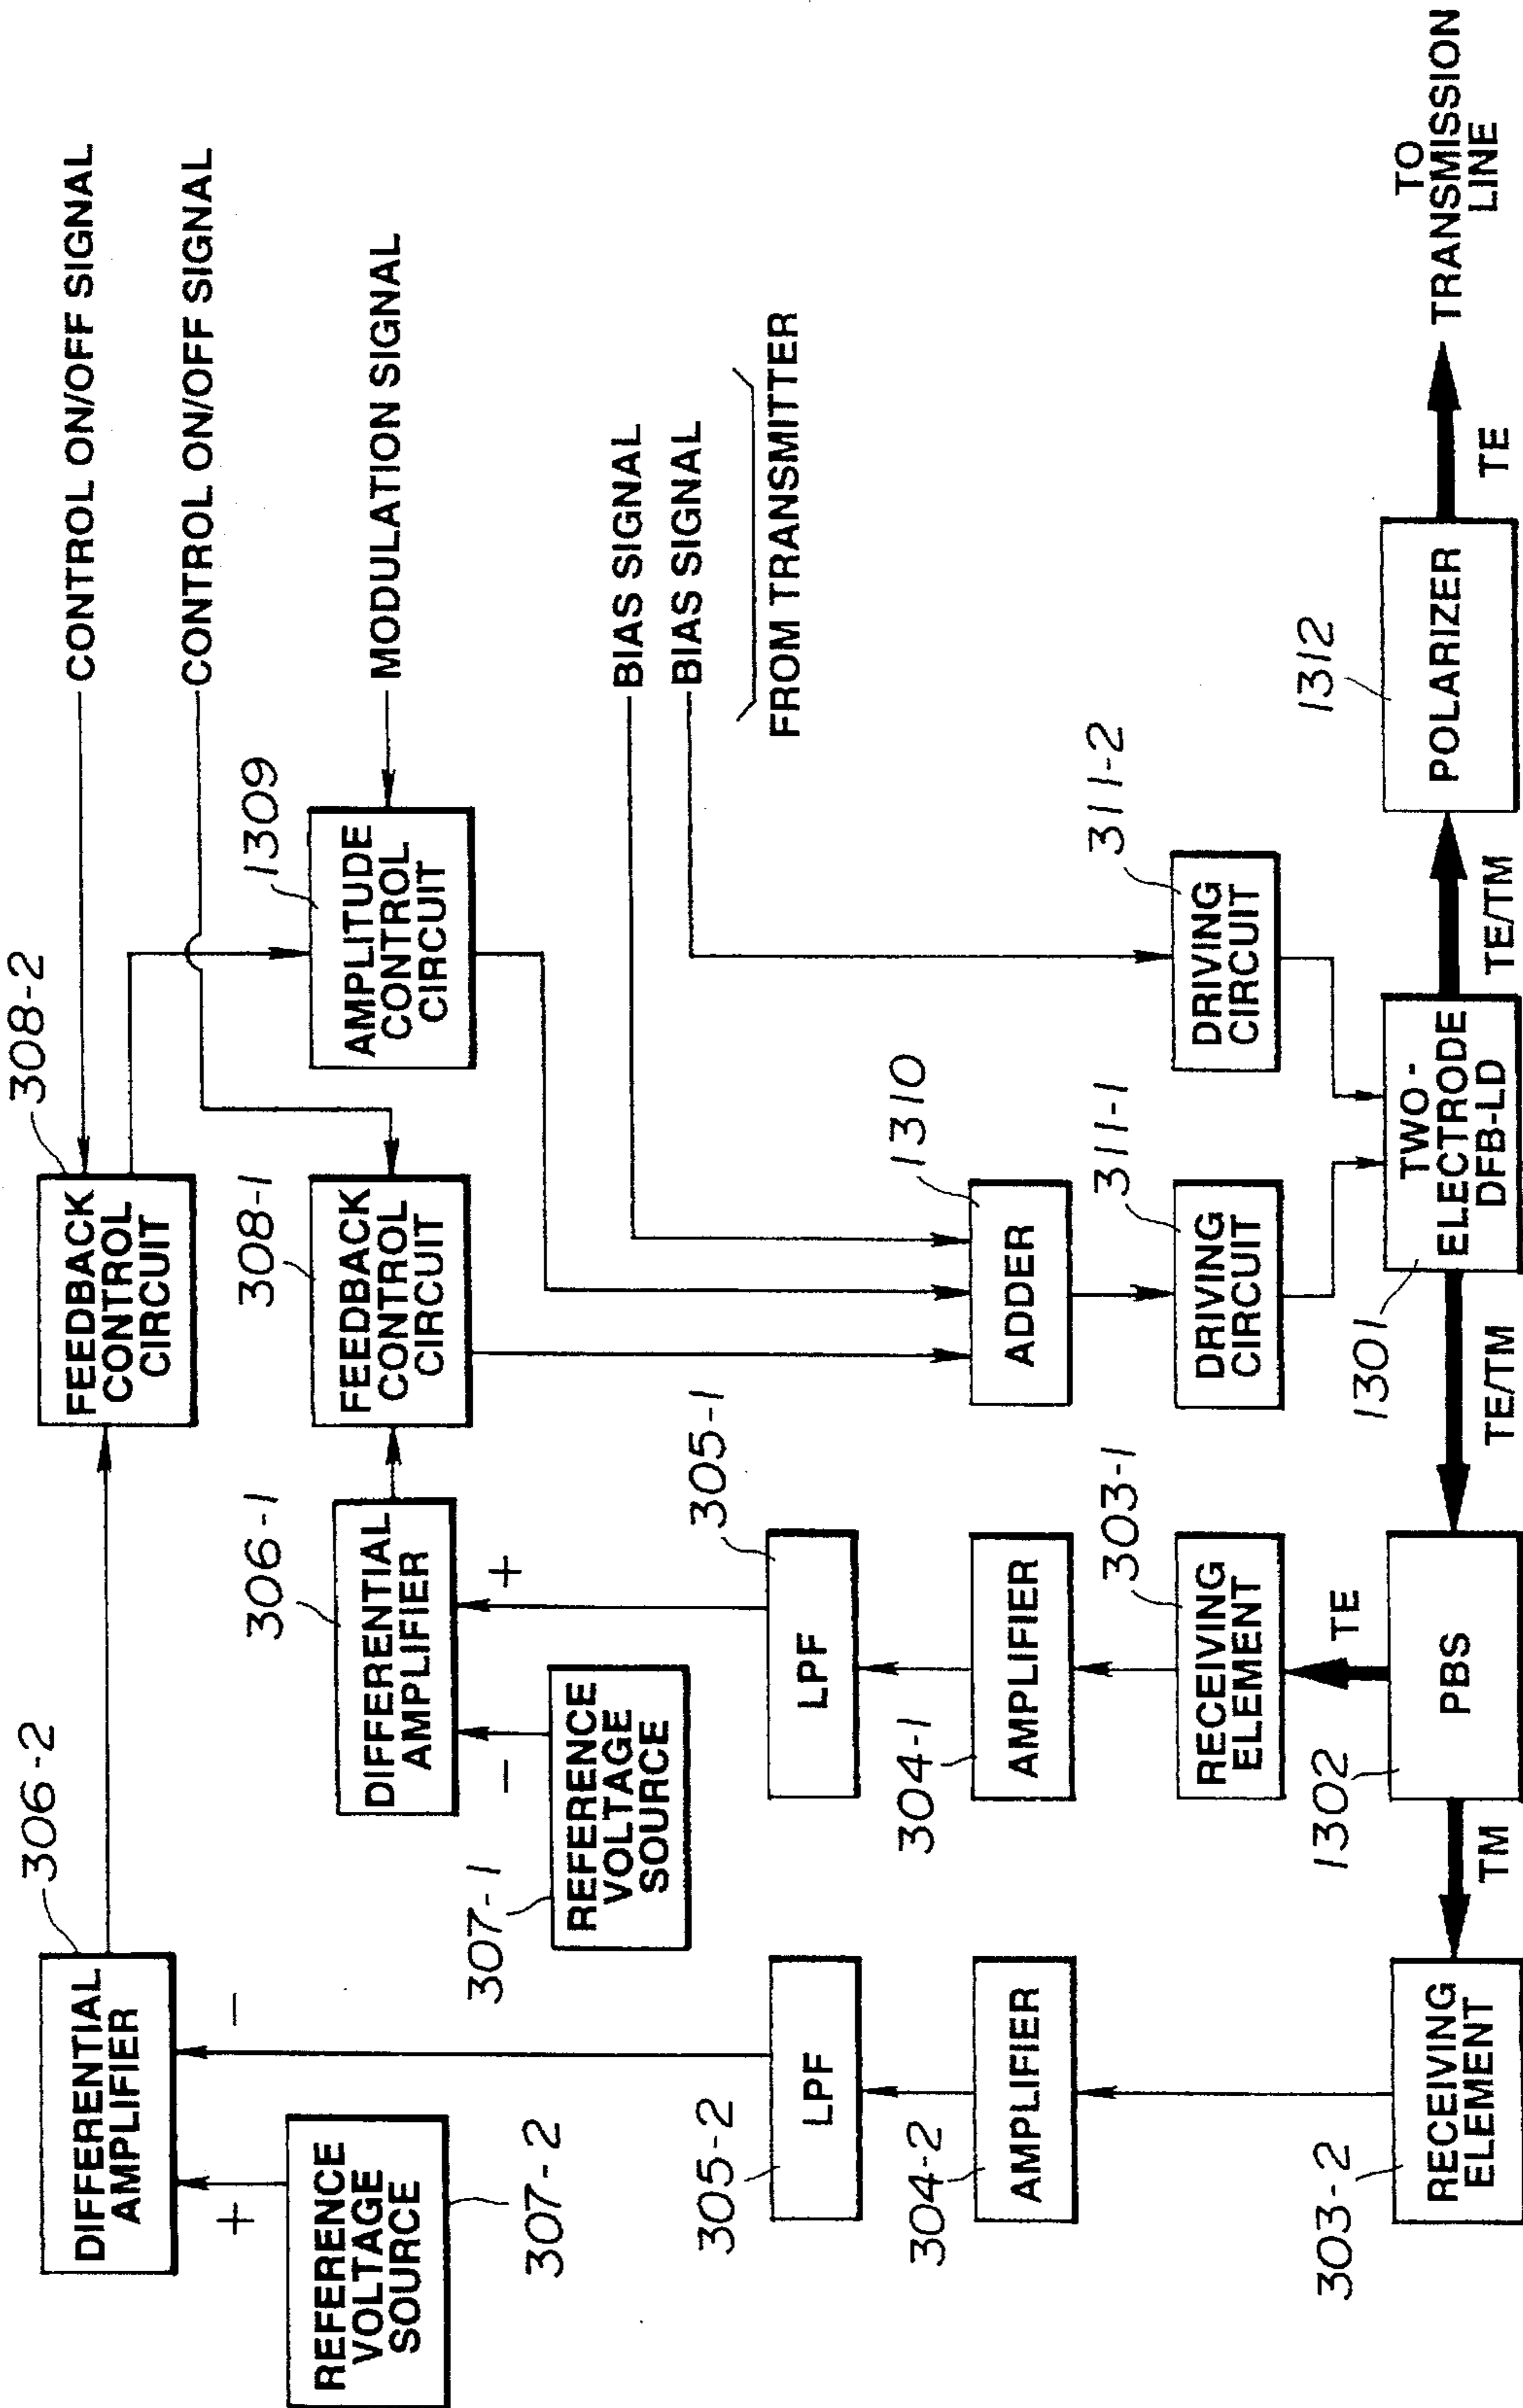 308-2
CONTROL ON/OFF SIGNAL
306-2
FEEDBACK
CONTROL
CIRCUIT
DIFFERENTIAL
AMPLIFIER
CONTROL ON/OFF SIGNAL
+
−
308-1
1309
306-1
REFERENCE
VOLTAGE
SOURCE
307-2
DIFFERENTIAL
AMPLIFIER
FEEDBACK
CONTROL
CIRCUIT
AMPLITUDE
CONTROL
CIRCUIT
MODULATION SIGNAL
307-1
−
+
REFERENCE
VOLTAGE
SOURCE
BIAS SIGNAL
BIAS SIGNAL
FROM TRANSMITTER
305-2
LPF
305-1
LPF
304-2
AMPLIFIER
304-1
AMPLIFIER
1310
ADDER
303-1
RECEIVING
ELEMENT
311-1
DRIVING
CIRCUIT
311-2
DRIVING
CIRCUIT
303-2
RECEIVING
ELEMENT
TM
1302
PBS
TE
TE/TM
1301
TWO-
ELECTRODE
DFB-LD
TE/TM
1312
POLARIZER
TE
TO
TRANSMISSION
LINE